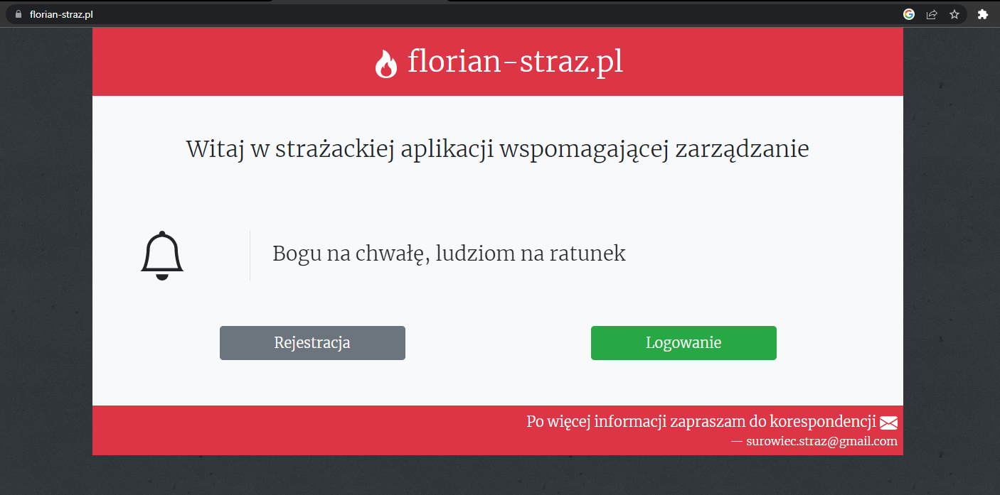 florian-straz.pl
florian-straz.pl
Witaj w strażackiej aplikacji wspomagającej zarządzanie
Bogu na chwałę, ludziom na ratunek
Rejestracja
Logowanie
Po więcej informacji zapraszam do korespondencji
— surowiec.straz@gmail.com